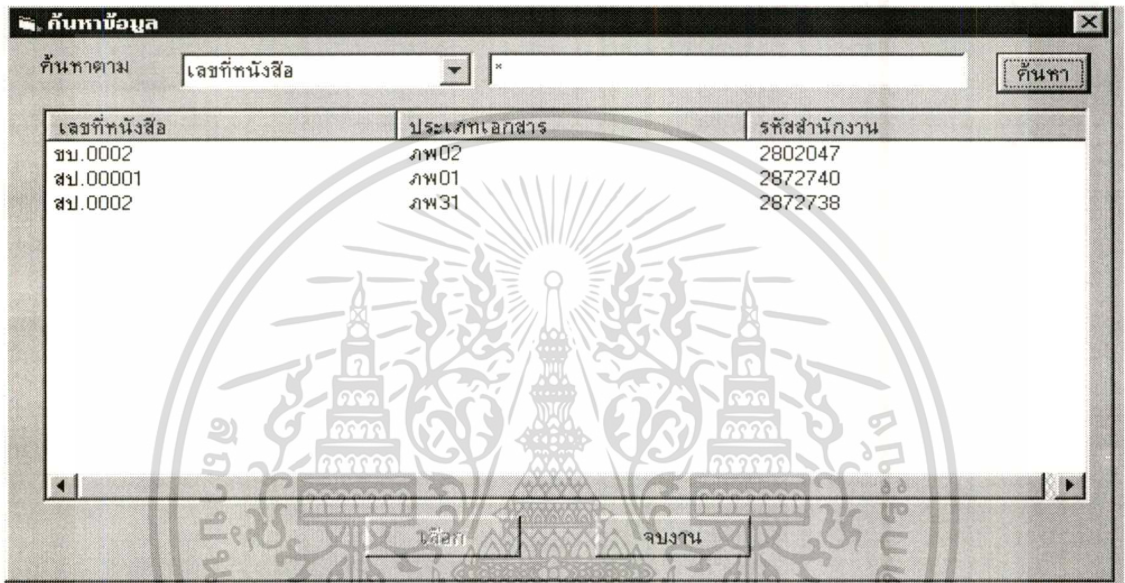 ค้นหาข้อมูล
ค้นหาตาม เลขที่หนังสือ * ค้นหา
เลขที่หนังสือ ประเภทเอกสาร รหัสสำนักงาน
ขบ.0002 ภพ02 2802047
สป.00001 ภพ01 2872740
สป.0002 ภพ31 2872738
เลือก จบงาน